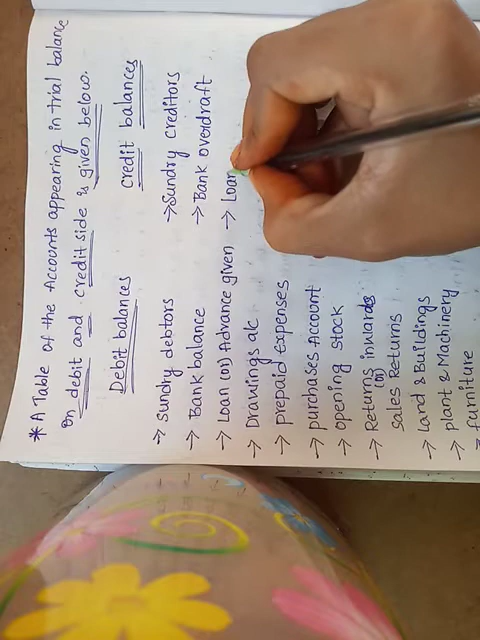 * A Table of the Accounts appearing in trial balance
on debit and credit side is given below.
Debit balances credit balances
→ Sundry debtors → Sundry creditors
→ Bank balance → Bank overdraft
→ Loan (or) Advance given → Loan
→ Drawings a/c
→ prepaid expenses
→ purchases Account
→ opening stock
→ Returns inwards
(or)
sales Returns
→ land & Buildings
→ plant & Machinery
→ furniture